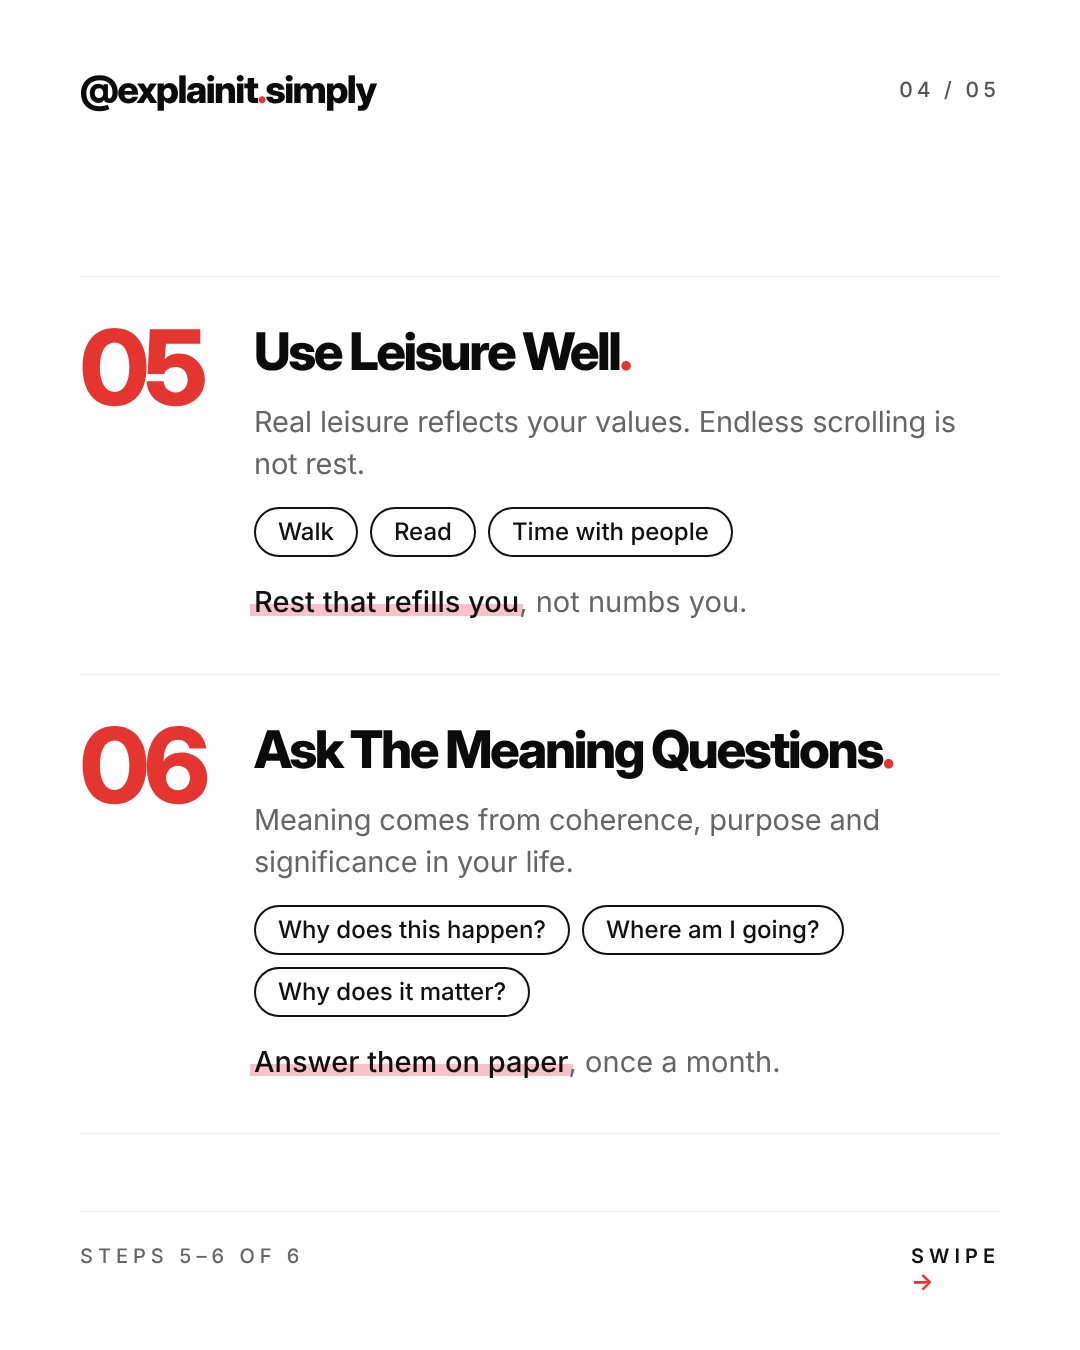 @explainit.simply
04 / 05
05
Use Leisure Well.
Real leisure reflects your values. Endless scrolling is
not rest.
Walk
Read
Time with people
Rest that refills you, not numbs you.
06
Ask The Meaning Questions.
Meaning comes from coherence, purpose and
significance in your life.
Why does this happen?
Where am I going?
Why does it matter?
Answer them on paper, once a month.
STEPS 5–6 OF 6
SWIPE
→